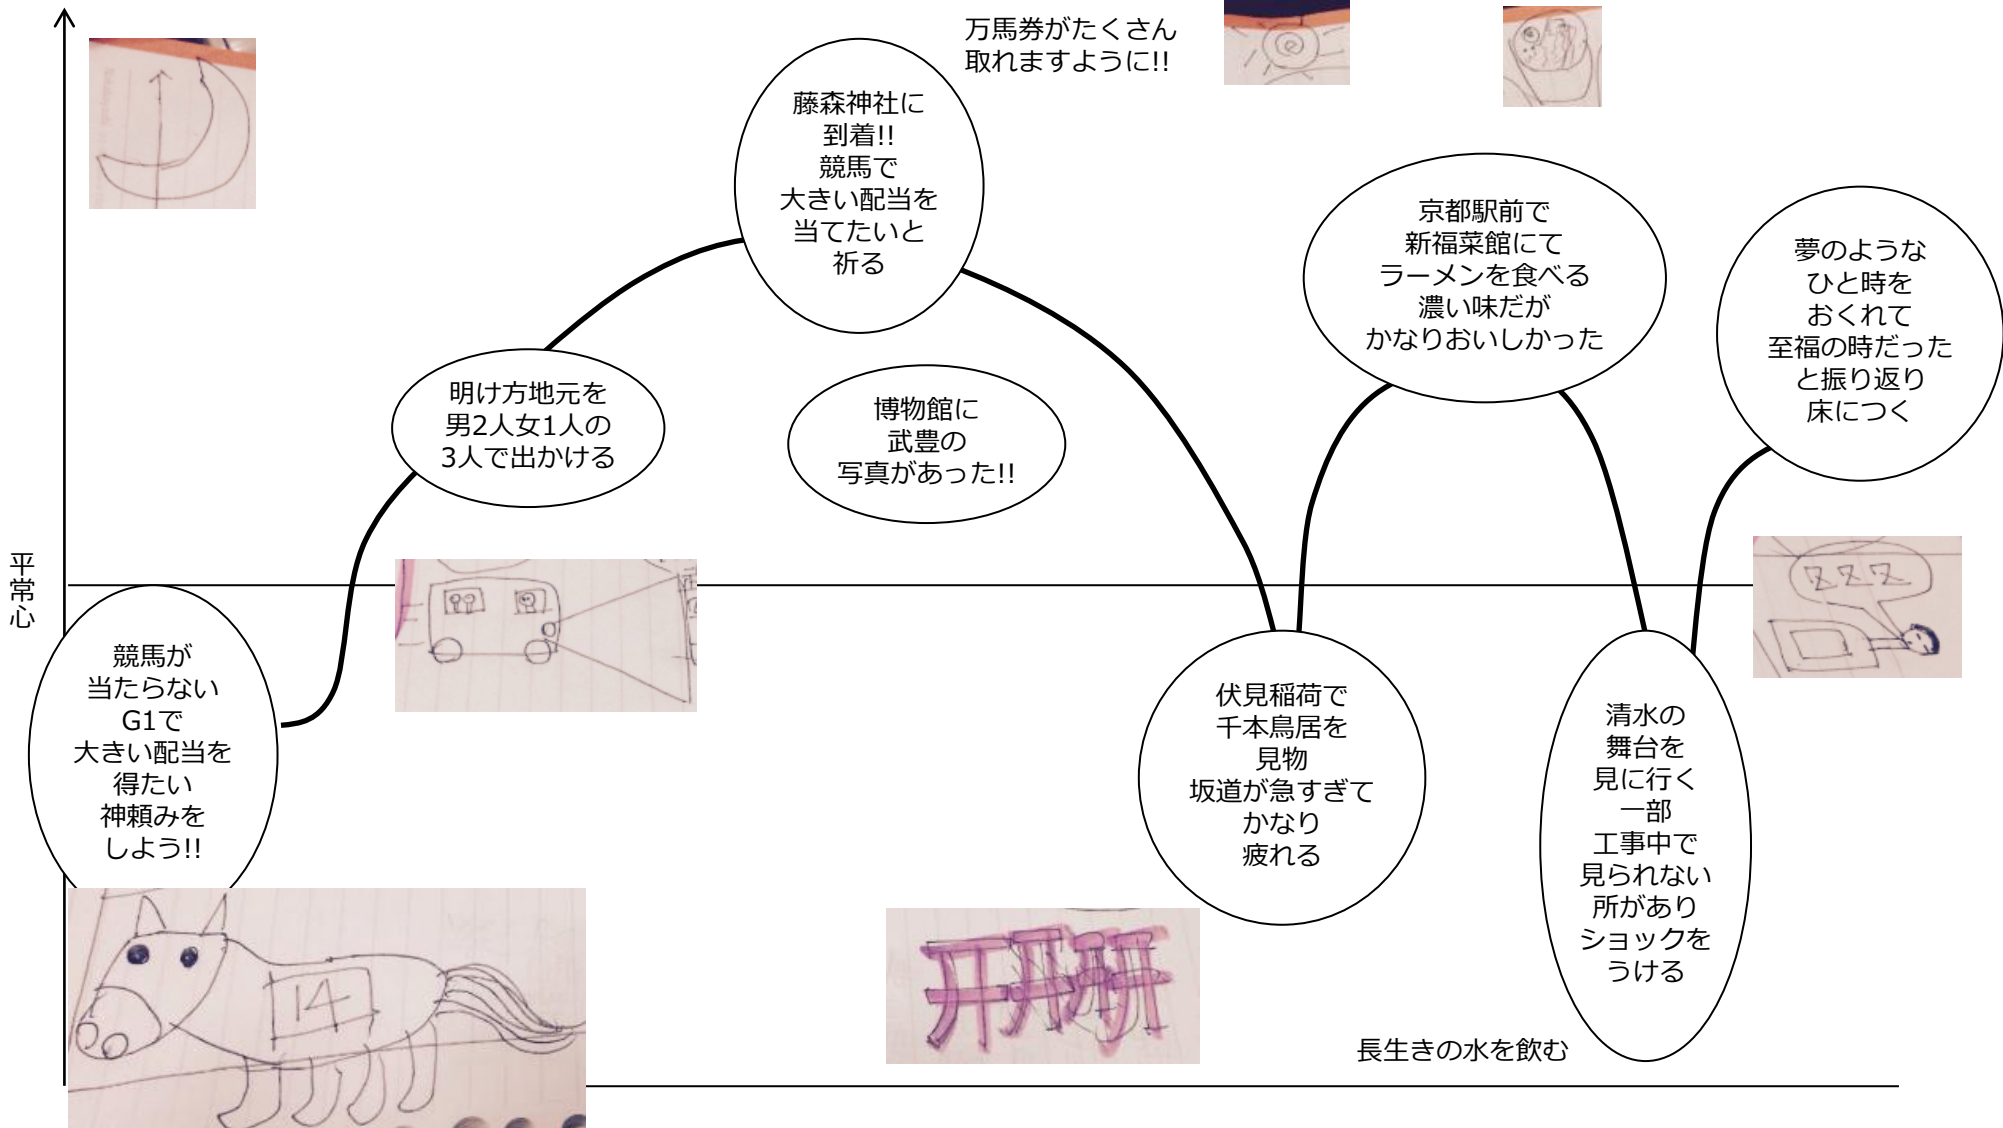 平常心
競馬が
当たらない
G1で
大きい配当を
得たい
神頼みを
しよう!!
14
明け方地元を
男2人女1人の
3人で出かける
藤森神社に
到着!!
競馬で
大きい配当を
当てたいと
祈る
万馬券がたくさん
取れますように!!
博物館に
武豊の
写真があった!!
伏見稲荷で
千本鳥居を
見物
坂道が急すぎて
かなり
疲れる
京都駅前で
新福菜館にて
ラーメンを食べる
濃い味だが
かなりおいしかった
清水の
舞台を
見に行く
一部
工事中で
見られない
所があり
ショックを
うける
長生きの水を飲む
夢のような
ひと時を
おくれて
至福の時だった
と振り返り
床につく
ZZZ